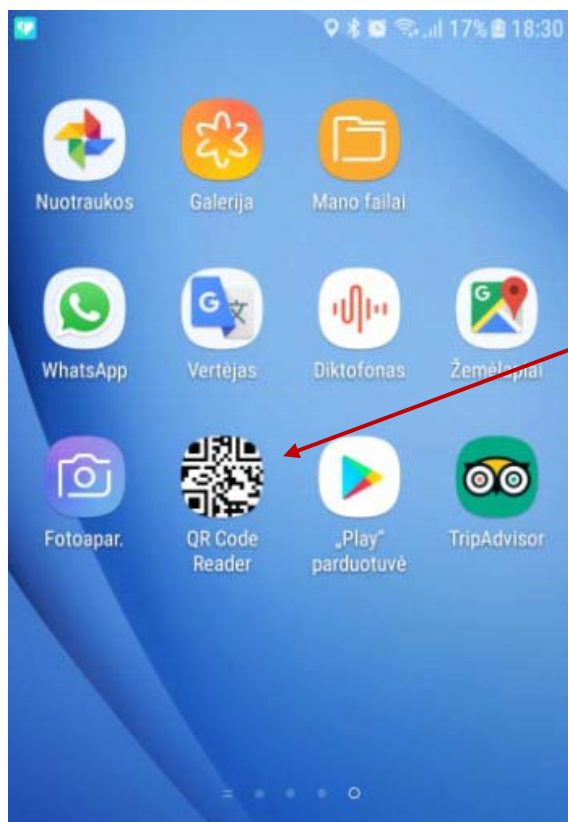 17% 18:30
Nuotraukos Galerija Mano failai
WhatsApp Vertėjas Diktofonas Žemėlapiai
Fotoapar. QR Code Reader „Play“ parduotuvė TripAdvisor